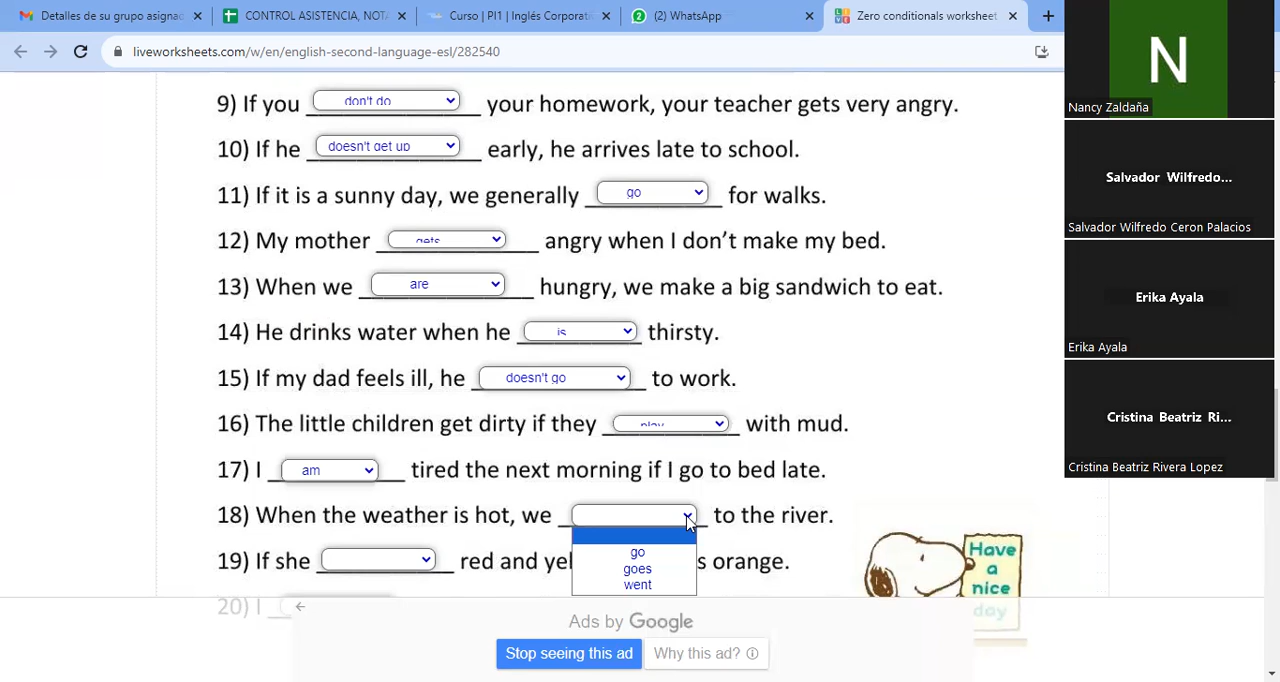 Detalles de su grupo asignac
CONTROL ASISTENCIA, NOTA
Curso | PI1 | Inglés Corporati
(2) WhatsApp
Zero conditionals worksheet
liveworksheets.com/w/en/english-second-language-esl/282540
9) If you don't do your homework, your teacher gets very angry.
10) If he doesn't get up early, he arrives late to school.
11) If it is a sunny day, we generally go for walks.
12) My mother gets angry when I don't make my bed.
13) When we are hungry, we make a big sandwich to eat.
14) He drinks water when he is thirsty.
15) If my dad feels ill, he doesn't go to work.
16) The little children get dirty if they play with mud.
17) I am tired the next morning if I go to bed late.
18) When the weather is hot, we to the river.
go
goes
went
19) If she red and yel s orange.
20) I
Have
a
nice
day
Ads by Google
Stop seeing this ad
Why this ad?
N
Nancy Zaldaña
Salvador Wilfredo...
Salvador Wilfredo Ceron Palacios
Erika Ayala
Erika Ayala
Cristina Beatriz Ri...
Cristina Beatriz Rivera Lopez